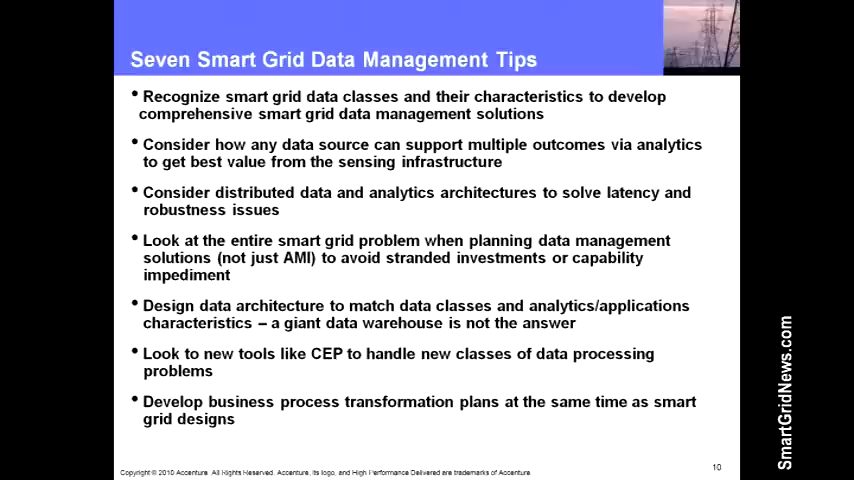 Seven Smart Grid Data Management Tips
• Recognize smart grid data classes and their characteristics to develop
comprehensive smart grid data management solutions
• Consider how any data source can support multiple outcomes via analytics
to get best value from the sensing infrastructure
• Consider distributed data and analytics architectures to solve latency and
robustness issues
• Look at the entire smart grid problem when planning data management
solutions (not just AMI) to avoid stranded investments or capability
impediment
• Design data architecture to match data classes and analytics/applications
characteristics – a giant data warehouse is not the answer
• Look to new tools like CEP to handle new classes of data processing
problems
• Develop business process transformation plans at the same time as smart
grid designs
Copyright © 2010 Accenture All Rights Reserved. Accenture, its logo, and High Performance Delivered are trademarks of Accenture
10
SmartGridNews.com